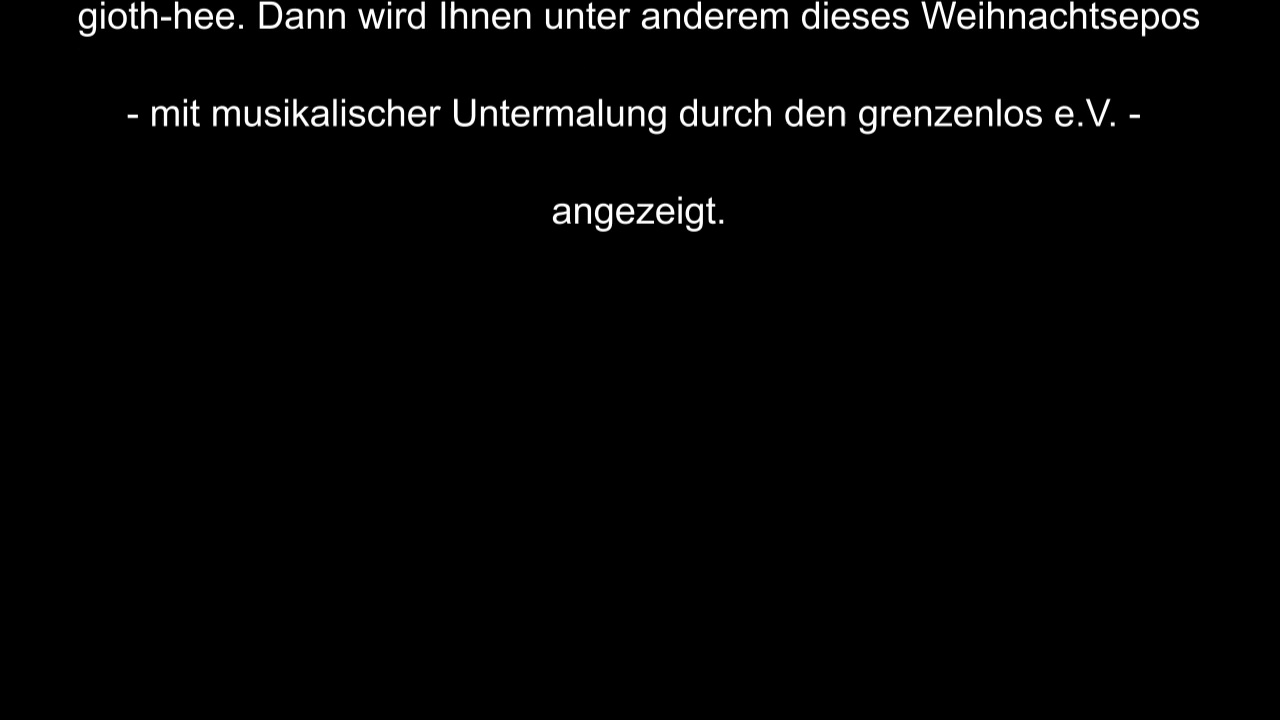 gioth-hee. Dann wird Ihnen unter anderem dieses Weihnachtsepos
- mit musikalischer Untermalung durch den grenzenlos e.V. -
angezeigt.